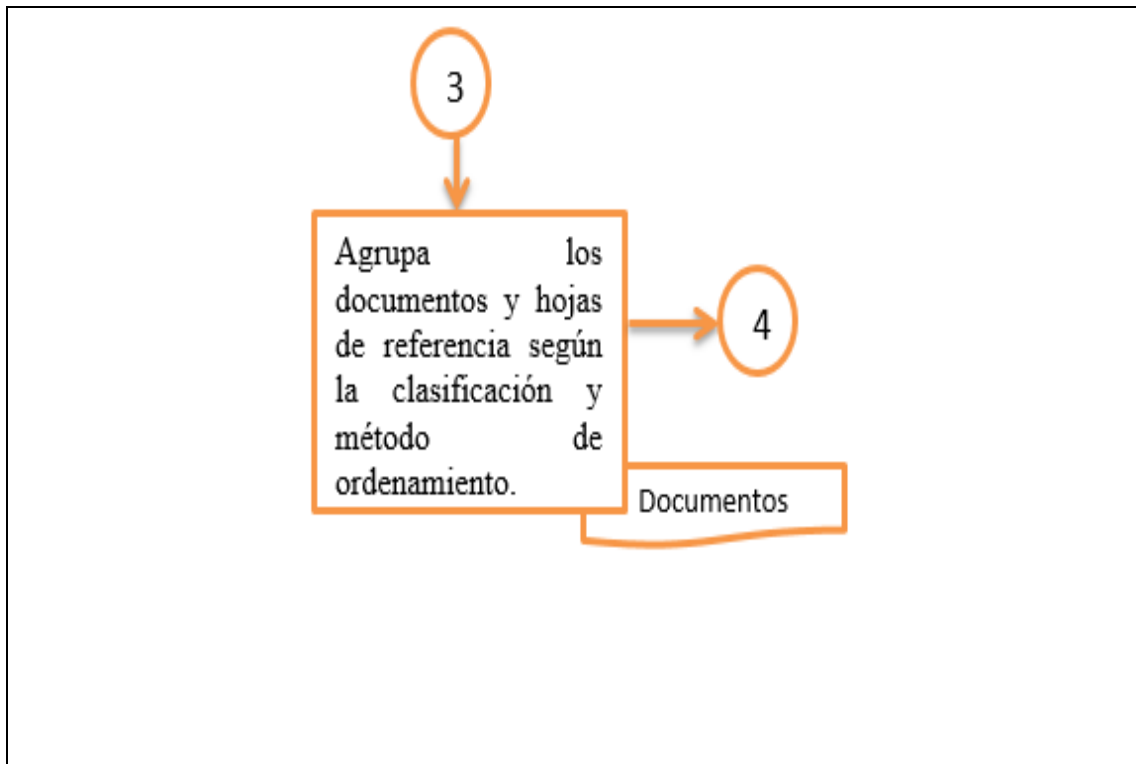 3
Agrupa los
documentos y hojas
de referencia según
la clasificación y
método de
ordenamiento.
4
Documentos